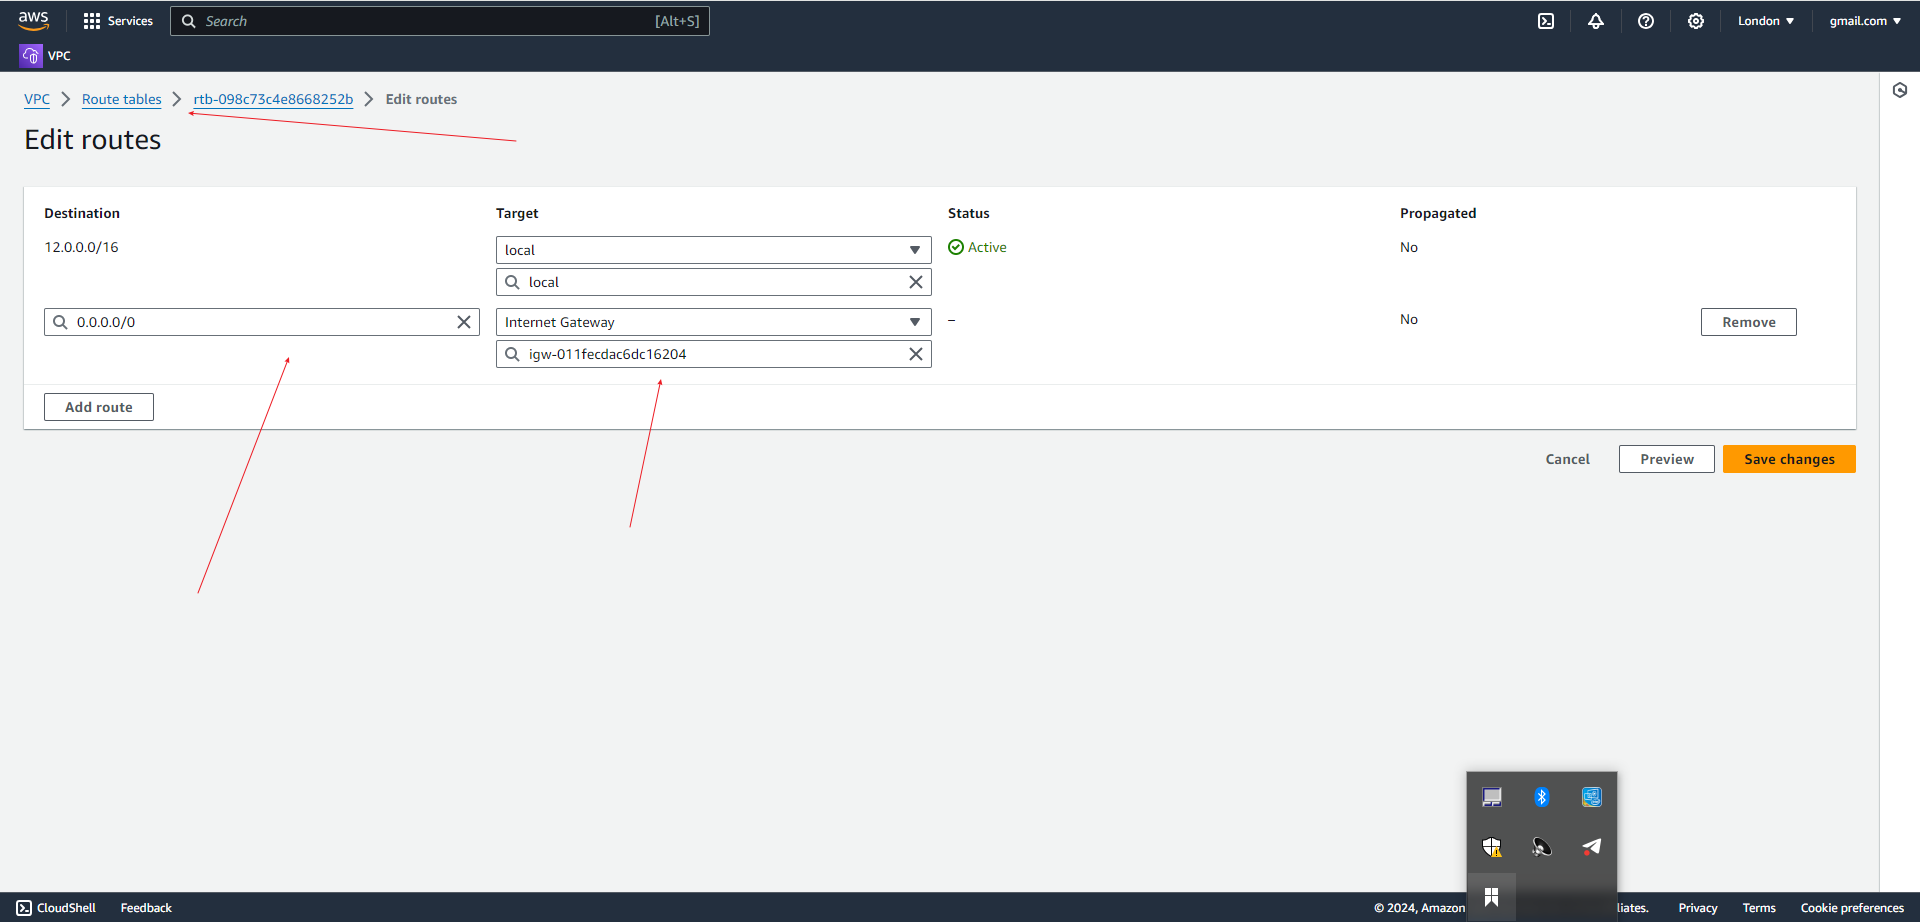 aws
Services
Search
[Alt+S]
London
gmail.com
VPC
VPC
Route tables
rtb-098c73c4e8668252b
Edit routes
Edit routes
Destination
Target
Status
Propagated
12.0.0.0/16
local
Active
No
local
0.0.0.0/0
Internet Gateway
–
No
Remove
igw-011fecdac6dc16204
Add route
Cancel
Preview
Save changes
CloudShell
Feedback
© 2024, Amazon
liates.
Privacy
Terms
Cookie preferences